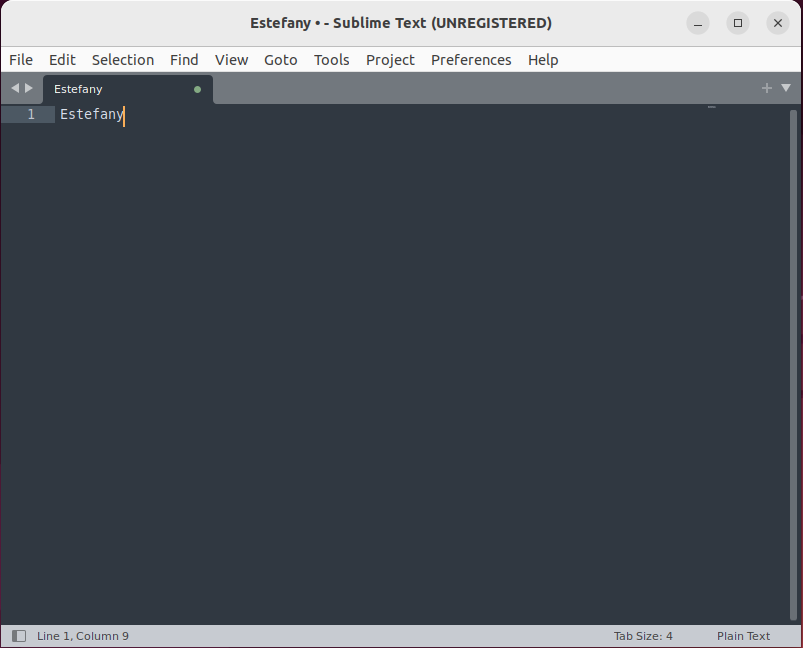 Estefany • - Sublime Text (UNREGISTERED)
File Edit Selection Find View Goto Tools Project Preferences Help
Estefany
1 Estefany
Line 1, Column 9 Tab Size: 4 Plain Text